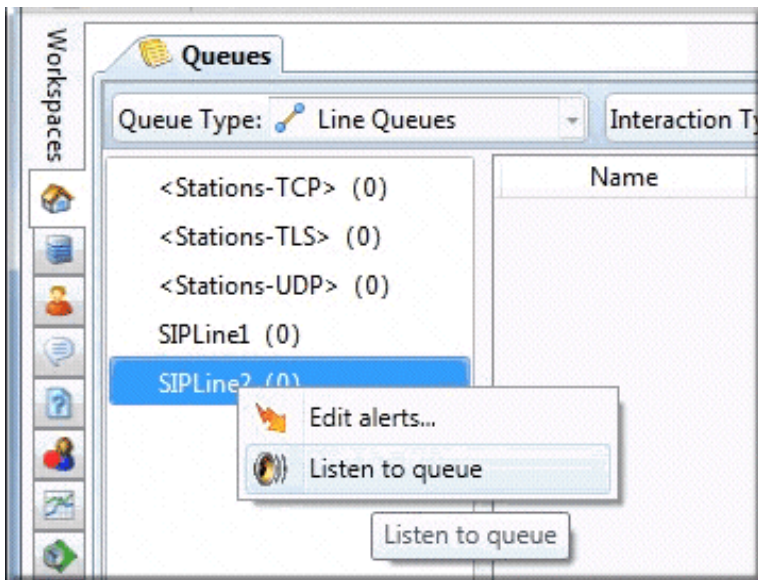 Workspaces
Queues
Queue Type: Line Queues
Interaction Ty
Name
<Stations-TCP> (0)
<Stations-TLS> (0)
<Stations-UDP> (0)
SIPLine1 (0)
SIPLine2 (0)
Edit alerts...
Listen to queue
Listen to queue